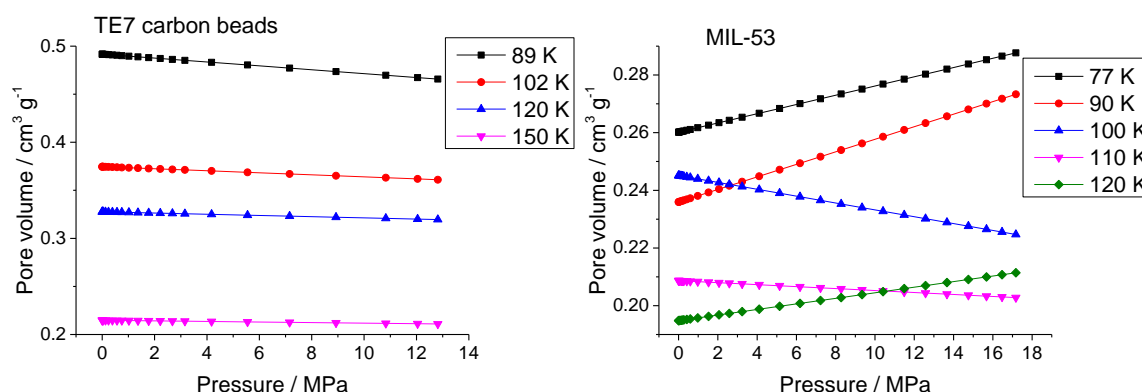 TE7 carbon beads
0.5
0.4
0.3
0.2
Pore volume / cm³ g⁻¹
0 2 4 6 8 10 12 14
Pressure / MPa
89 K
102 K
120 K
150 K
MIL-53
0.28
0.26
0.24
0.22
0.20
Pore volume / cm³ g⁻¹
0 2 4 6 8 10 12 14 16 18
Pressure / MPa
77 K
90 K
100 K
110 K
120 K